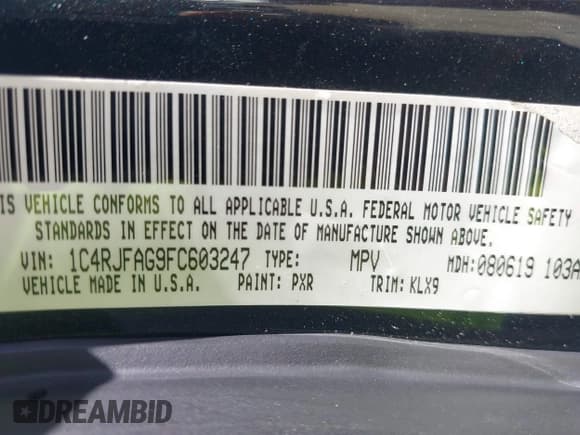 IS VEHICLE CONFORMS TO ALL APPLICABLE U.S.A. FEDERAL MOTOR VEHICLE SAFETY
STANDARDS IN EFFECT ON THE DATE OF MANUFACTURE SHOWN ABOVE.
VIN: 1C4RJFAG9FC603247 TYPE: MPV MDH: 080619 103A
VEHICLE MADE IN U.S.A. PAINT: PXR TRIM: KLX9
DREAMBID